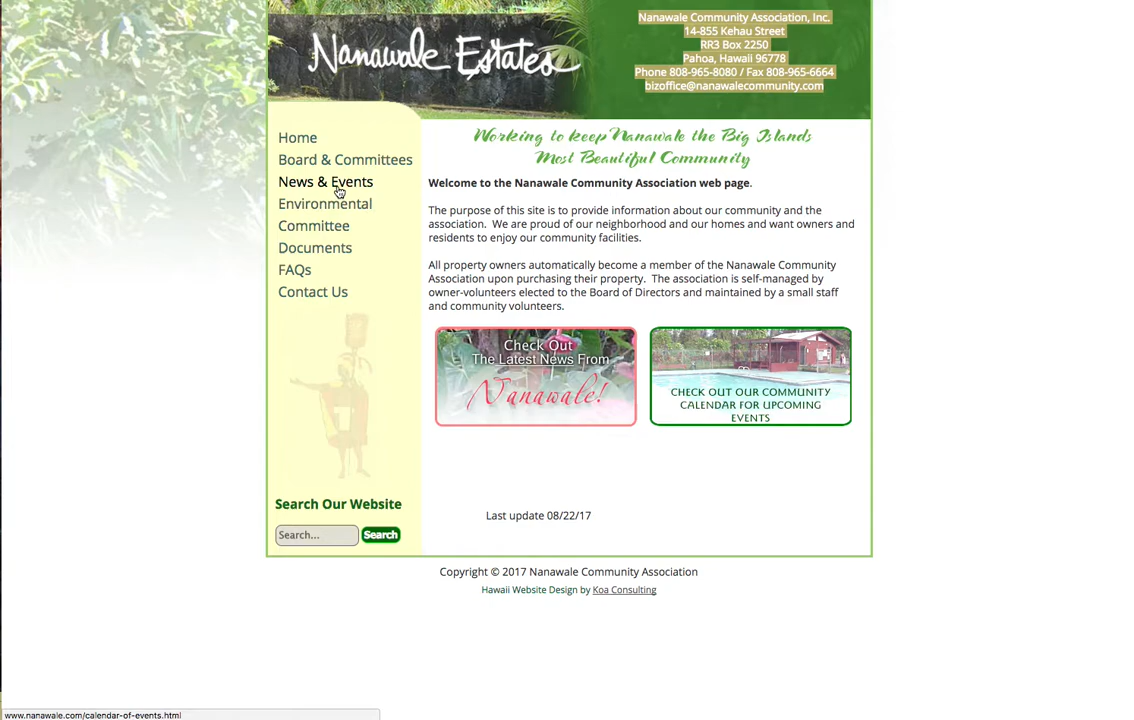 Nanawale Estates
Nanawale Community Association, Inc.
14-855 Kehau Street
RR3 Box 2250
Pahoa, Hawaii 96778
Phone 808-965-8080 / Fax 808-965-6664
bizoffice@nanawalecommunity.com
Home
Board & Committees
News & Events
Environmental
Committee
Documents
FAQs
Contact Us
Search Our Website
Search...
Search
Working to keep Nanawale the Big Islands
Most Beautiful Community
Welcome to the Nanawale Community Association web page.
The purpose of this site is to provide information about our community and the
association. We are proud of our neighborhood and our homes and want owners and
residents to enjoy our community facilities.
All property owners automatically become a member of the Nanawale Community
Association upon purchasing their property. The association is self-managed by
owner-volunteers elected to the Board of Directors and maintained by a small staff
and community volunteers.
Check Out
The Latest News From
Nanawale!
CHECK OUT OUR COMMUNITY
CALENDAR FOR UPCOMING
EVENTS
Last update 08/22/17
Copyright © 2017 Nanawale Community Association
Hawaii Website Design by Koa Consulting
www.nanawale.com/calendar-of-events.html